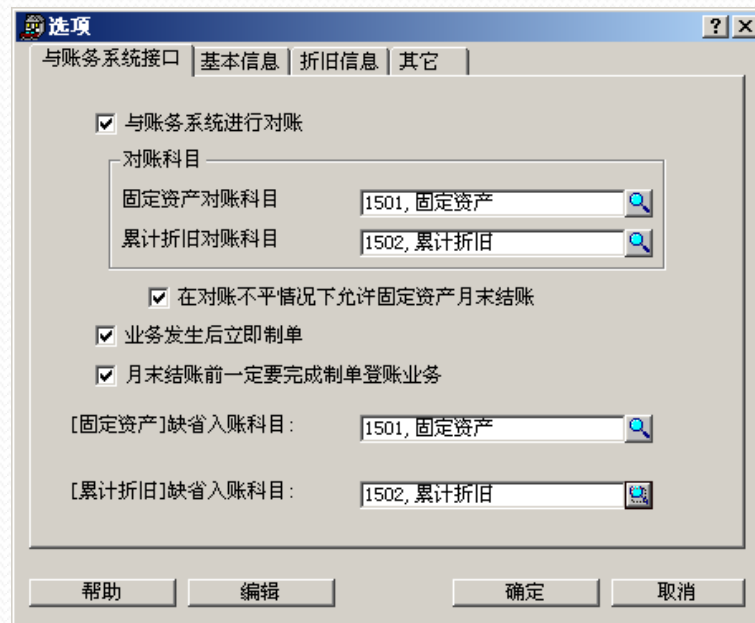 选项
与账务系统接口 基本信息 折旧信息 其它
与账务系统进行对账
对账科目
固定资产对账科目 1501, 固定资产
累计折旧对账科目 1502, 累计折旧
在对账不平情况下允许固定资产月末结账
业务发生后立即制单
月末结账前一定要完成制单登账业务
[固定资产]缺省入账科目: 1501, 固定资产
[累计折旧]缺省入账科目: 1502, 累计折旧
帮助 编辑 确定 取消